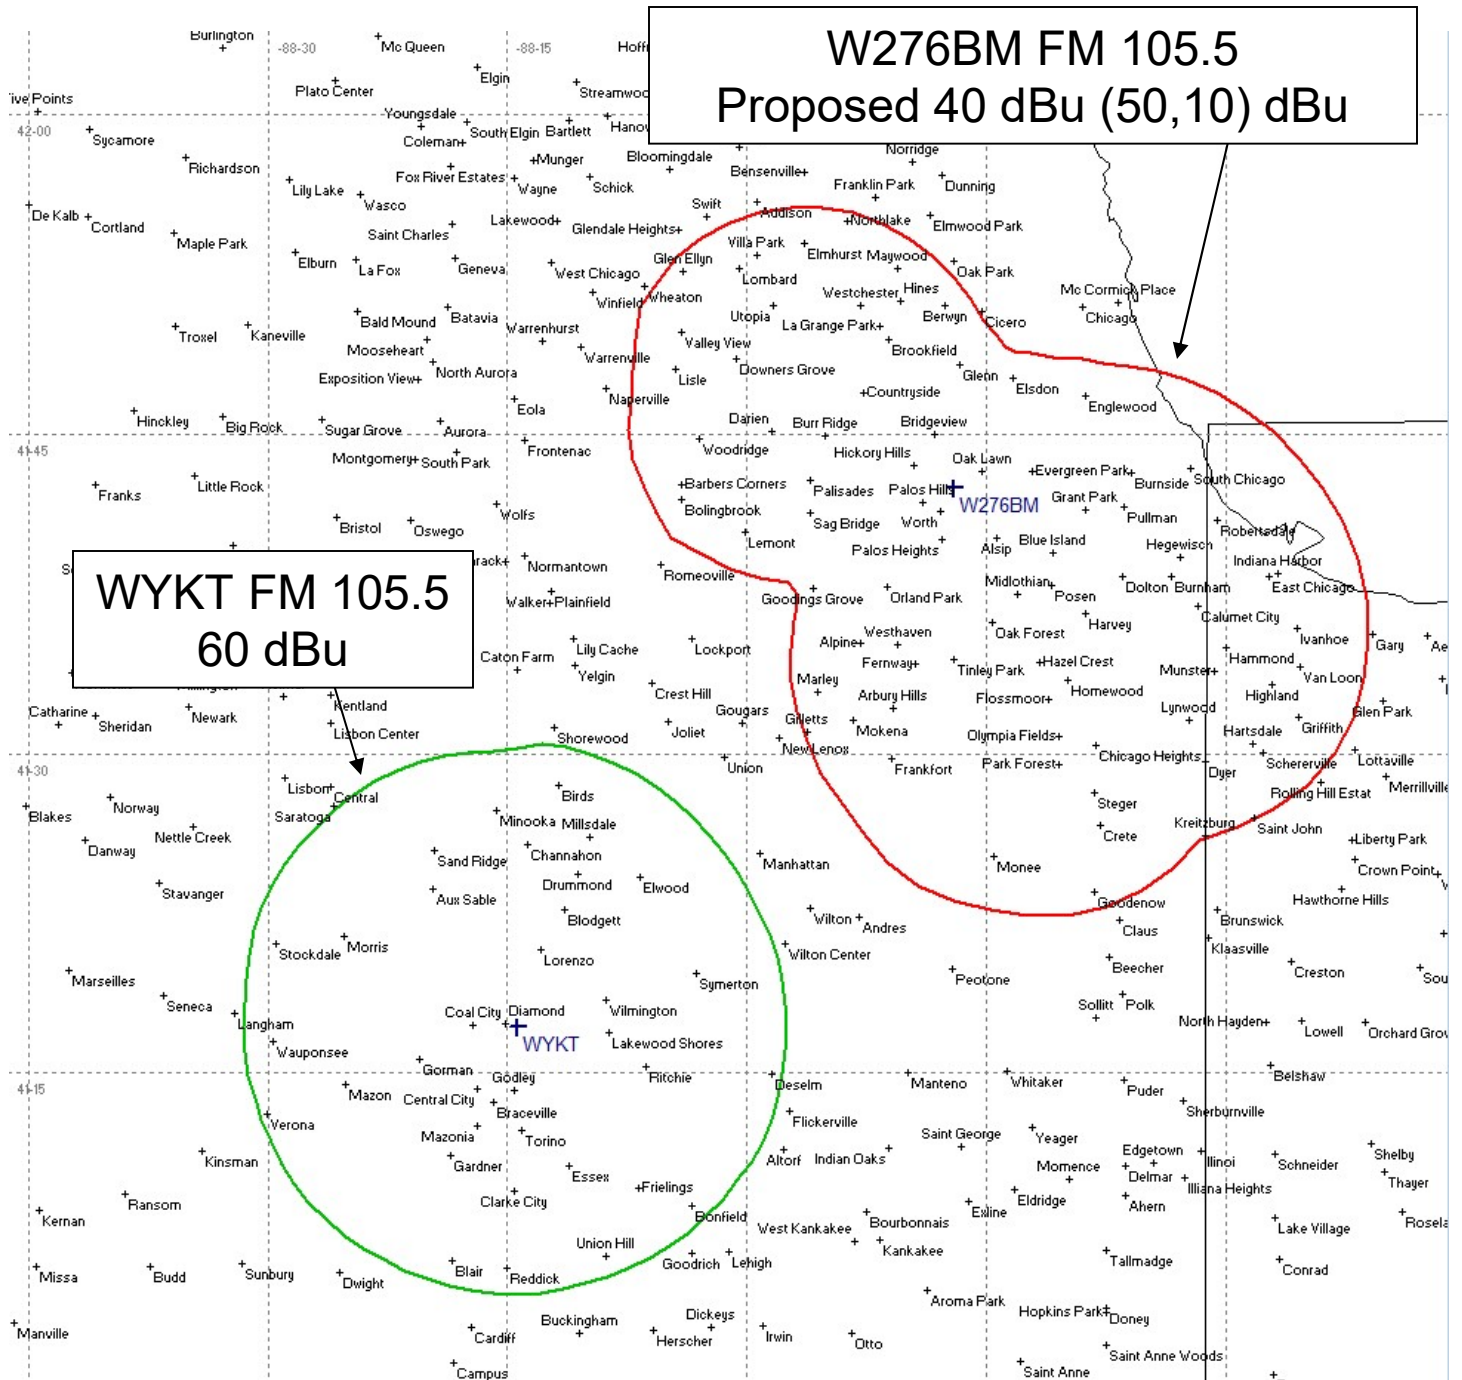 W276BM FM 105.5
Proposed 40 dBu (50,10) dBu
WYKT FM 105.5
60 dBu
Burlington
-88-30
Mc Queen
-88-15
Elgin
Plato Center
Streamwoo
ive Points
42-00
Sycamore
Youngsdale
South Elgin
Bartlett
Hanov
Coleman
Richardson
Munger
Bloomingdale
Bensenville
Norridge
Fox River Estates
Wayne
Schick
Franklin Park
Dunning
Lily Lake
Wasco
De Kalb
Cortland
Lakewood
Swift
Addison
Northlake
Elmwood Park
Maple Park
Saint Charles
Glendale Heights
Villa Park
Elburn
La Fox
Geneva
West Chicago
Glen Ellyn
Elmhurst
Maywood
Oak Park
Lombard
Winfield
Wheaton
Westchester
Hines
Mc Cormick Place
Chicago
Troxel
Kaneville
Bald Mound
Batavia
Warrenhurst
Utopia
La Grange Park
Berwyn
Cicero
Mooseheart
Warrenville
Valley View
Brookfield
Exposition View
North Aurora
Lisle
Downers Grove
Glenn
Elsdon
Naperville
Countryside
Englewood
Hinckley
Big Rock
Sugar Grove
Aurora
Eola
Darien
Burr Ridge
Bridgeview
41-45
Montgomery
South Park
Frontenac
Woodridge
Hickory Hills
Oak Lawn
Evergreen Park
South Chicago
Franks
Little Rock
Barbers Corners
Palisades
Palos Hills
W276BM
Grant Park
Burnside
Bristol
Oswego
Wolfs
Bolingbrook
Sag Bridge
Worth
Pullman
Robertsdale
Lemont
Palos Heights
Alsip
Blue Island
Hegewisch
Indiana Harbor
rack
Normantown
Romeoville
Midlothian
Posen
Dolton
Burnham
East Chicago
Walker
Plainfield
Goodings Grove
Orland Park
Calumet City
Lily Cache
Lockport
Alpine
Westhaven
Oak Forest
Harvey
Ivanhoe
Gary
Ae
Caton Farm
Yelgin
Fernway
Tinley Park
Hazel Crest
Munster
Hammond
Van Loon
Crest Hill
Marley
Arbury Hills
Flossmoor
Homewood
Highland
Catharine
Sheridan
Newark
Kentland
Gougars
Gilletts
Lynwood
Glen Park
Lisbon Center
Shorewood
Joliet
New Lenox
Mokena
Olympia Fields
Hartsdale
Griffith
41-30
Union
Frankfort
Park Forest
Chicago Heights
Dyer
Schererville
Lottaville
Lisbon
Central
Birds
Rolling Hill Estat
Merrillville
Blakes
Norway
Saratoga
Minooka
Millsdale
Steger
Nettle Creek
Crete
Kreitzburg
Saint John
Liberty Park
Danway
Sand Ridge
Channahon
Manhattan
Monee
Crown Point
Stavanger
Aux Sable
Drummond
Elwood
Goodenow
Hawthorne Hills
Blodgett
Wilton
Andres
Claus
Brunswick
Stockdale
Morris
Lorenzo
Wilton Center
Klaasville
Marseilles
Symerton
Peotone
Beecher
Creston
Sou
Seneca
Langham
Coal City
Diamond
Wilmington
Sollitt
Polk
North Hayden
Lowell
Orchard Grov
Wauponsee
WYKT
Lakewood Shores
41-15
Gorman
Godley
Ritchie
Deselm
Manteno
Whitaker
Puder
Belshaw
Mazon
Central City
Braceville
Flickerville
Sherburnville
Verona
Mazonia
Torino
Saint George
Yeager
Kinsman
Gardner
Essex
Altorf
Indian Oaks
Momence
Edgetown
Illinoi
Schneider
Shelby
Delmar
Thayer
Ransom
Clarke City
Frielings
Eldridge
Illiana Heights
Kernan
Bonfield
West Kankakee
Bourbonnais
Exline
Ahern
Lake Village
Rosela
Union Hill
Kankakee
Missa
Budd
Sunbury
Dwight
Blair
Reddick
Goodrich
Lehigh
Tallmadge
Conrad
Aroma Park
Manville
Cardiff
Buckingham
Dickeys
Herscher
Irwin
Otto
Hopkins Park
Doney
Campus
Saint Anne Woods
Saint Anne